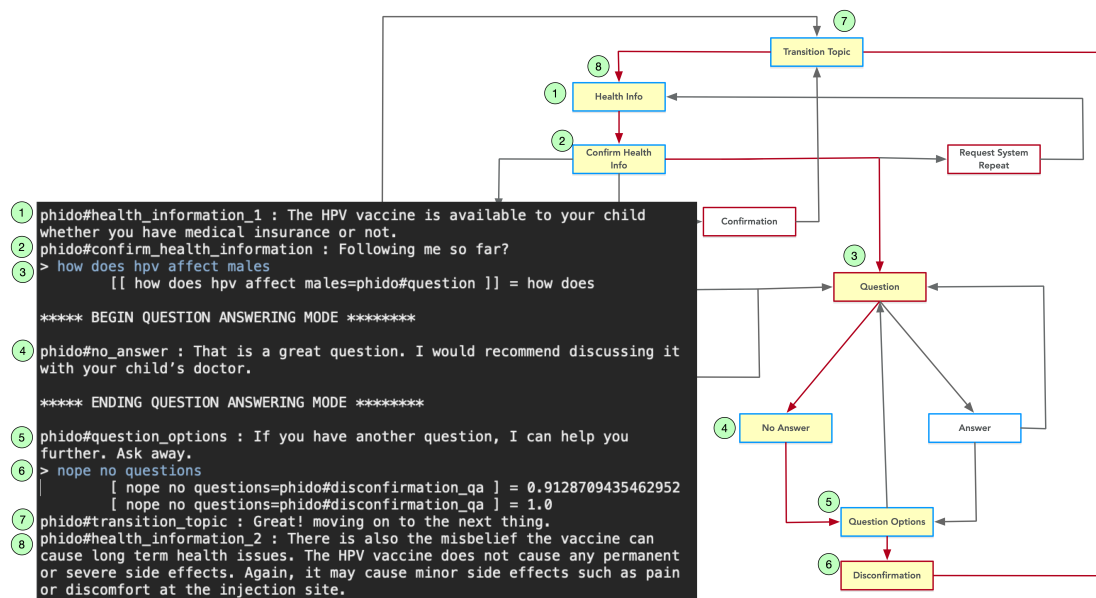 7
Transition Topic
8
1
Health Info
2
Confirm Health
Info
Request System
Repeat
Confirmation
3
Question
4
No Answer
Answer
5
Question Options
6
Disconfirmation
1
phido#health_information_1 : The HPV vaccine is available to your child
whether you have medical insurance or not.
2
phido#confirm_health_information : Following me so far?
3
> how does hpv affect males
[[ how does hpv affect males=phido#question ]] = how does
***** BEGIN QUESTION ANSWERING MODE ********
4
phido#no_answer : That is a great question. I would recommend discussing it
with your child’s doctor.
***** ENDING QUESTION ANSWERING MODE ********
5
phido#question_options : If you have another question, I can help you
further. Ask away.
6
> nope no questions
[ nope no questions=phido#disconfirmation_qa ] = 0.9128709435462952
[ nope no questions=phido#disconfirmation_qa ] = 1.0
7
phido#transition_topic : Great! moving on to the next thing.
8
phido#health_information_2 : There is also the misbelief the vaccine can
cause long term health issues. The HPV vaccine does not cause any permanent
or severe side effects. Again, it may cause minor side effects such as pain
or discomfort at the injection site.